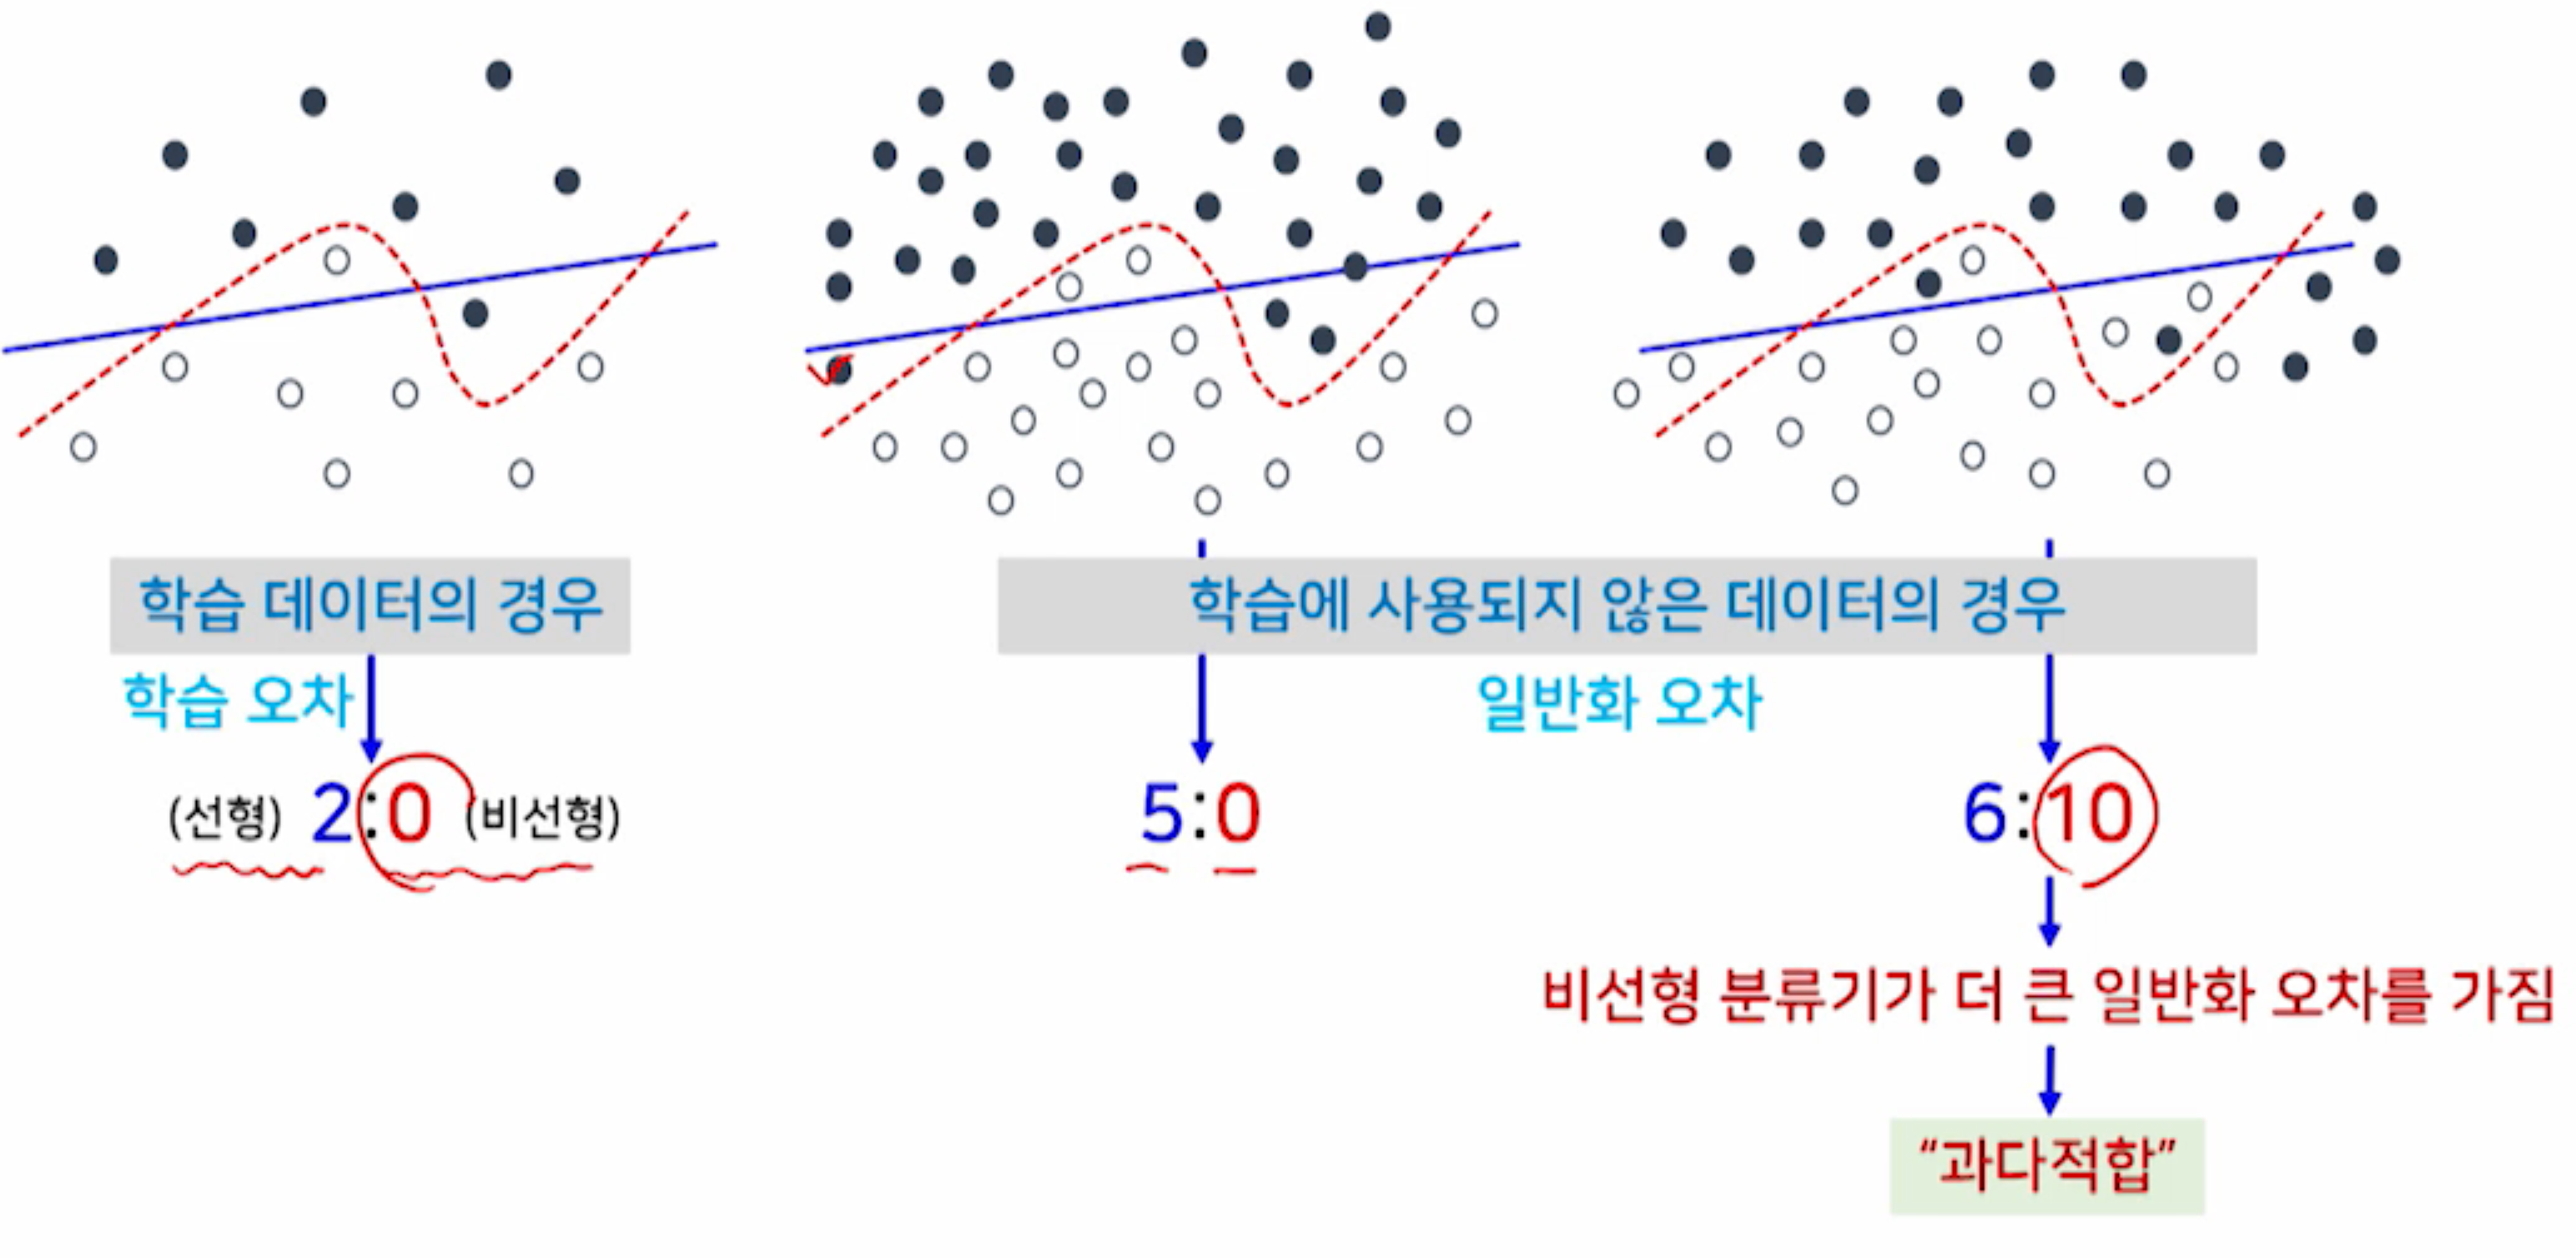 학습 데이터의 경우
학습 오차
(선형) 2:0 (비선형)
학습에 사용되지 않은 데이터의 경우
일반화 오차
5:0
6:10
비선형 분류기가 더 큰 일반화 오차를 가짐
“과다적합”